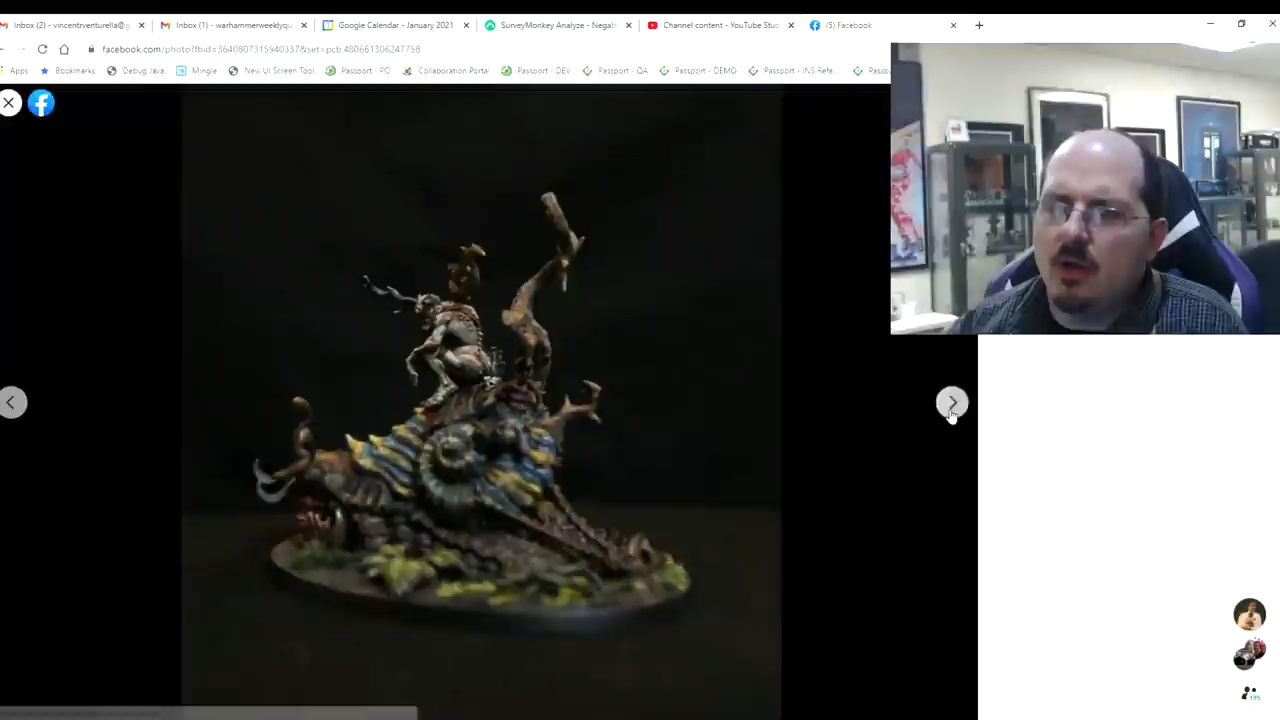 Inbox (2) - vincentrventurella@g
Inbox (1) - warhammerweeklyqu
Google Calendar - January 2021
SurveyMonkey Analyze - Negati
Channel content - YouTube Stu
(5) Facebook
facebook.com/photo?fbid=3640807315940337&set=pcb.480661306247758
Apps
Bookmarks
Debug Java
Mingle
New UI Screen Tool
Passport - PO
Collaboration Portal
Passport - DEV
Passport - QA
Passport - DEMO
Passport - INS Refe...